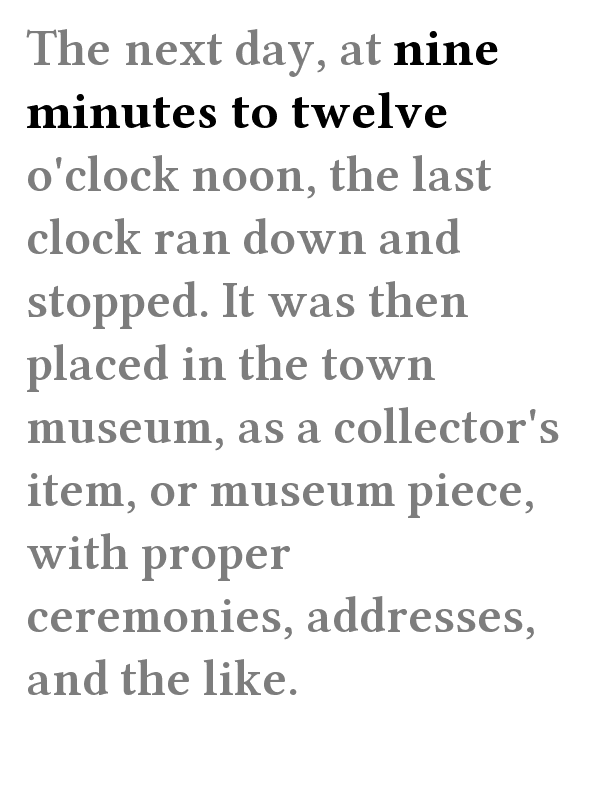 The next day, at nine
minutes to twelve
o'clock noon, the last
clock ran down and
stopped. It was then
placed in the town
museum, as a collector's
item, or museum piece,
with proper
ceremonies, addresses,
and the like.